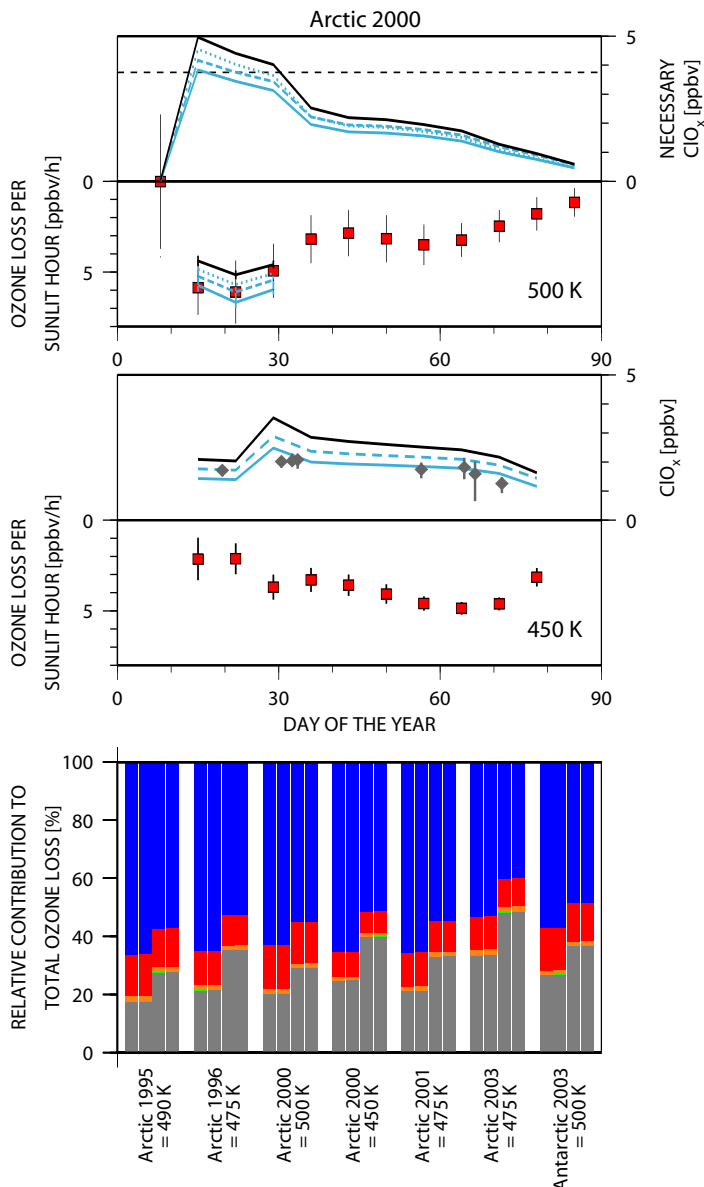 Arctic 2000
5
0
NECESSARY
ClOx [ppbv]
0
5
OZONE LOSS PER
SUNLIT HOUR [ppbv/h]
500 K
0
30
60
90
5
0
ClOx [ppbv]
0
5
OZONE LOSS PER
SUNLIT HOUR [ppbv/h]
450 K
0
30
60
90
DAY OF THE YEAR
100
80
60
40
20
0
RELATIVE CONTRIBUTION TO
TOTAL OZONE LOSS [%]
Arctic 1995
= 490 K
Arctic 1996
= 475 K
Arctic 2000
= 500 K
Arctic 2000
= 450 K
Arctic 2001
= 475 K
Arctic 2003
= 475 K
Antarctic 2003
= 500 K